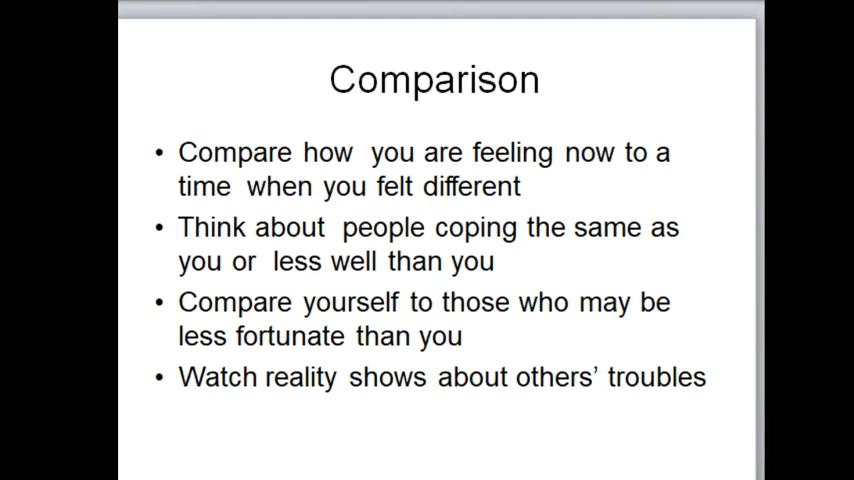 Comparison
• Compare how you are feeling now to a
time when you felt different
• Think about people coping the same as
you or less well than you
• Compare yourself to those who may be
less fortunate than you
• Watch reality shows about others’ troubles